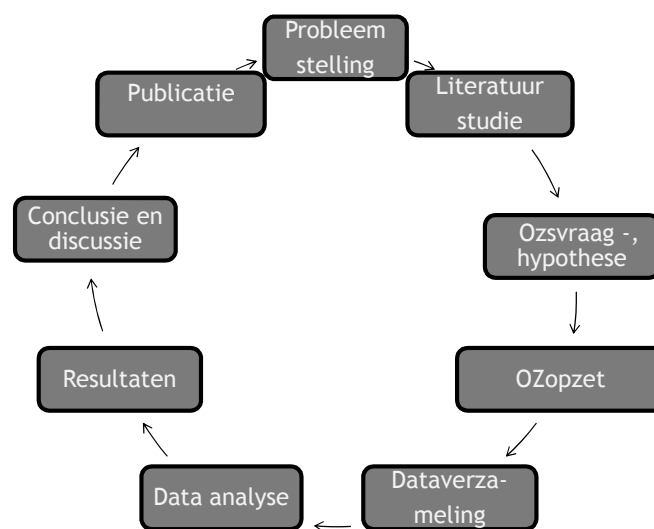 Probleem
stelling
Literatuur
studie
Ozsvraag -,
hypothese
OZopzet
Dataverza-
meling
Data analyse
Resultaten
Conclusie en
discussie
Publicatie